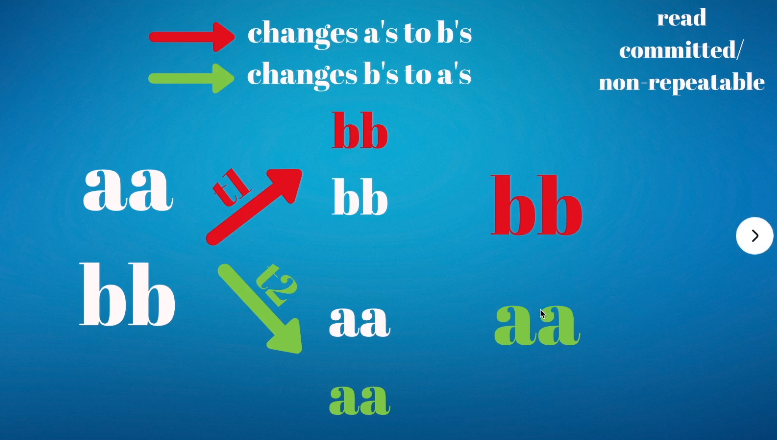 changes a's to b's
changes b's to a's
read
committed/
non-repeatable
aa
bb
t1
t2
bb
bb
aa
aa
bb
aa